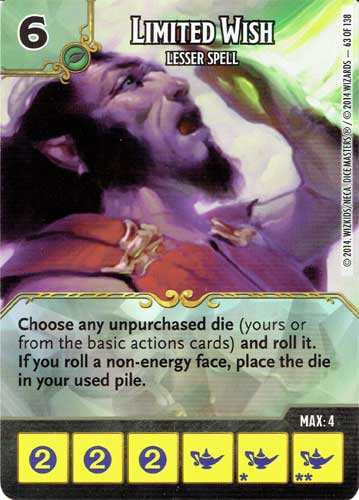 6
LIMITED WISH
LESSER SPELL
© 2014 WIZKIDS/NECA/DICEMASTERS® / © 2014 WIZARDS — 63 OF 138
Choose any unpurchased die (yours or
from the basic actions cards) and roll it.
If you roll a non-energy face, place the die
in your used pile.
MAX: 4
2 2 2 * **